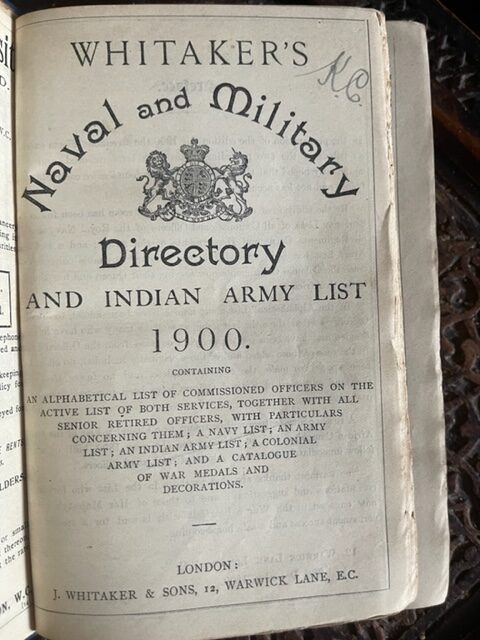 WHITAKER'S
K.C.
Naval and Military
Directory
AND INDIAN ARMY LIST
1900.
CONTAINING
AN ALPHABETICAL LIST OF COMMISSIONED OFFICERS ON THE
ACTIVE LIST OF BOTH SERVICES, TOGETHER WITH ALL
SENIOR RETIRED OFFICERS, WITH PARTICULARS
CONCERNING THEM; A NAVY LIST; AN ARMY
LIST; AN INDIAN ARMY LIST; A COLONIAL
ARMY LIST; AND A CATALOGUE
OF WAR MEDALS AND
DECORATIONS.
LONDON:
J. WHITAKER & SONS, 12, WARWICK LANE, E.C.